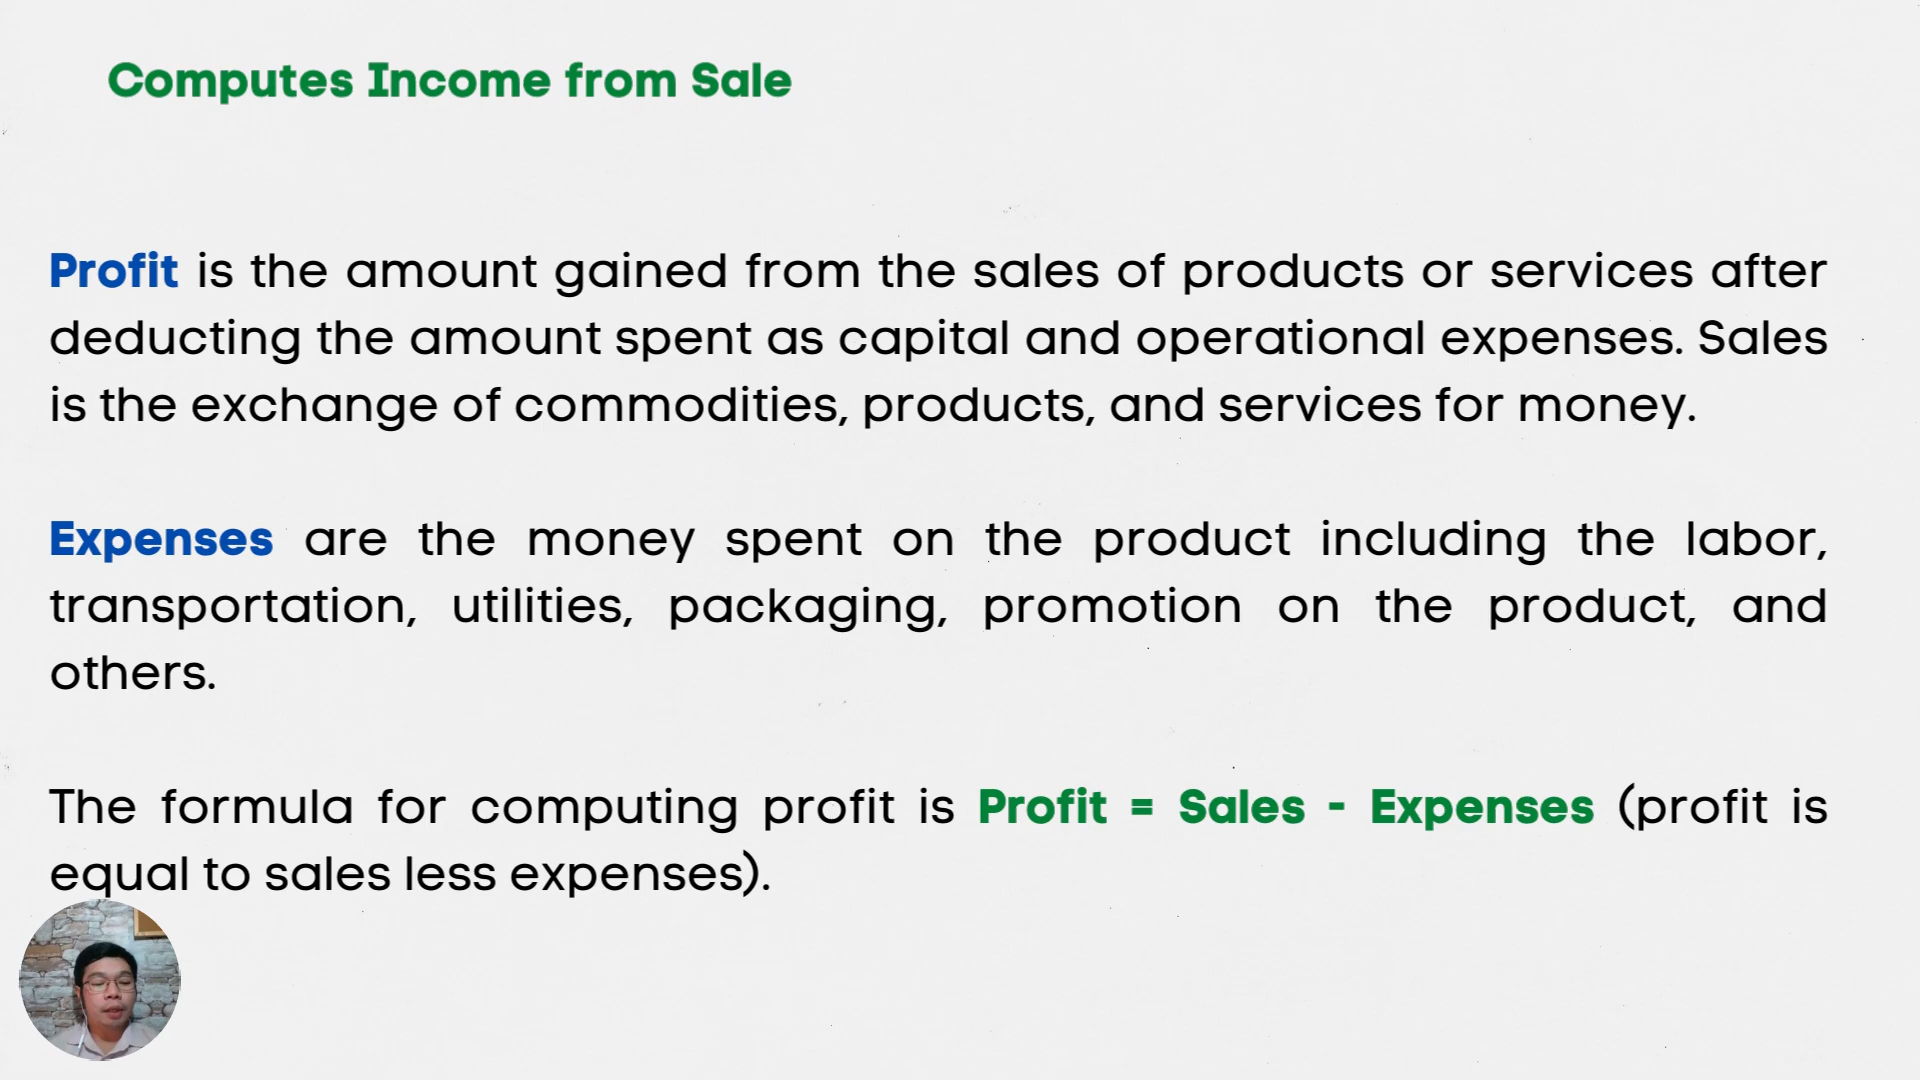 Computes Income from Sale
Profit is the amount gained from the sales of products or services after
deducting the amount spent as capital and operational expenses. Sales
is the exchange of commodities, products, and services for money.
Expenses are the money spent on the product including the labor,
transportation, utilities, packaging, promotion on the product, and
others.
The formula for computing profit is Profit = Sales - Expenses (profit is
equal to sales less expenses).